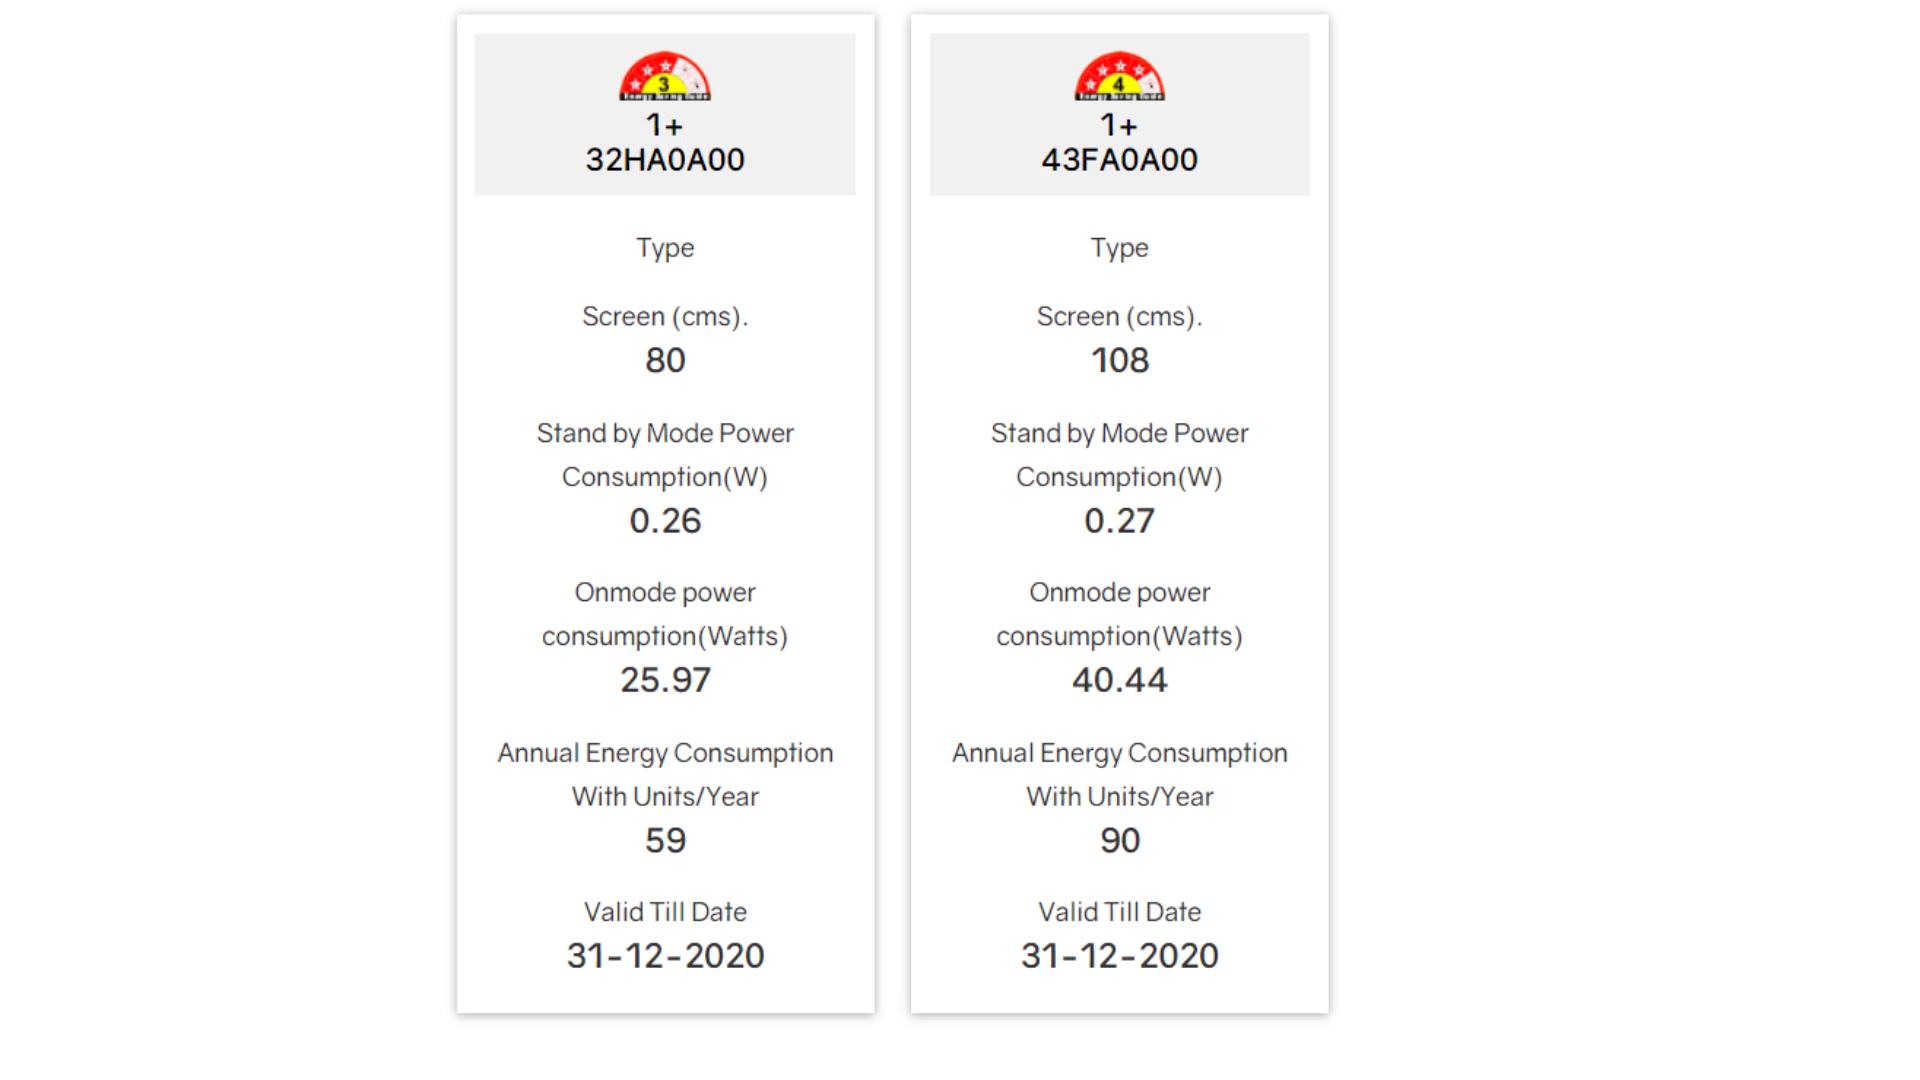 3
1+
32HA0A00
Type
Screen (cms).
80
Stand by Mode Power
Consumption(W)
0.26
Onmode power
consumption(Watts)
25.97
Annual Energy Consumption
With Units/Year
59
Valid Till Date
31-12-2020
4
1+
43FA0A00
Type
Screen (cms).
108
Stand by Mode Power
Consumption(W)
0.27
Onmode power
consumption(Watts)
40.44
Annual Energy Consumption
With Units/Year
90
Valid Till Date
31-12-2020